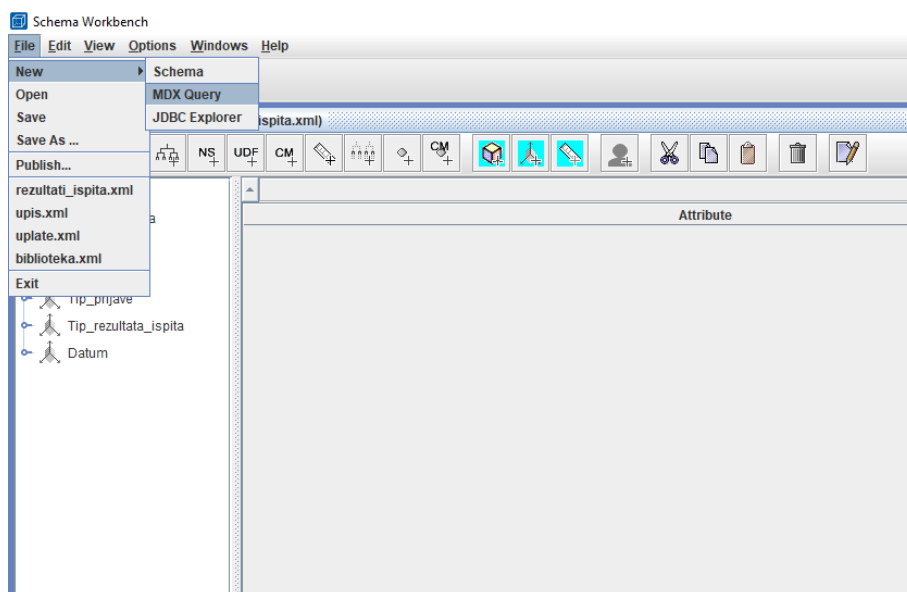 Schema Workbench
File Edit View Options Windows Help
New Schema
Open MDX Query
Save JDBC Explorer ispita.xml)
Save As ...
NS UDF CM CM
Publish...
rezultati_ispita.xml
upis.xml a Attribute
uplate.xml
biblioteka.xml
Exit
Tip_prijave
Tip_rezultata_ispita
Datum